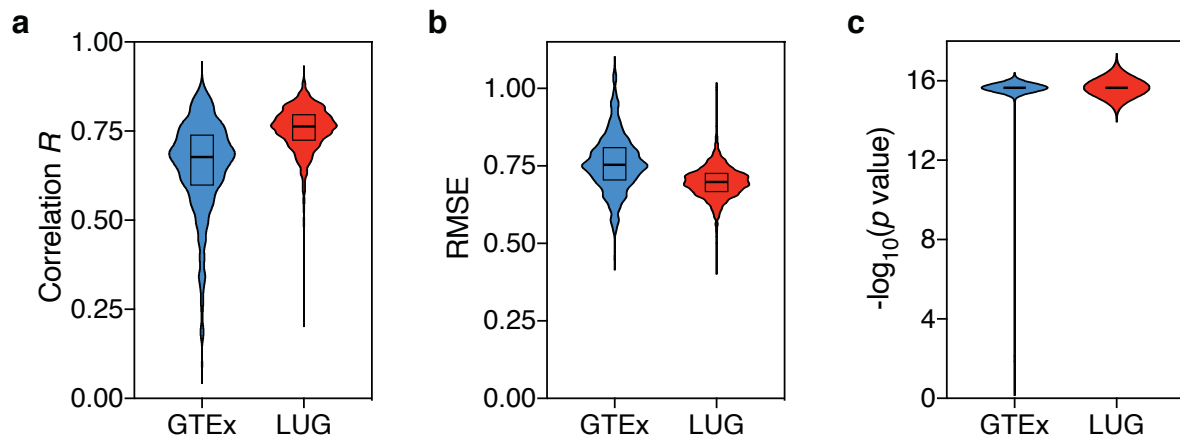 a
Correlation R
1.00
0.75
0.50
0.25
0.00
GTEx LUG
b
RMSE
1.00
0.75
0.50
0.25
0.00
GTEx LUG
c
-log10(p value)
16
12
8
4
0
GTEx LUG